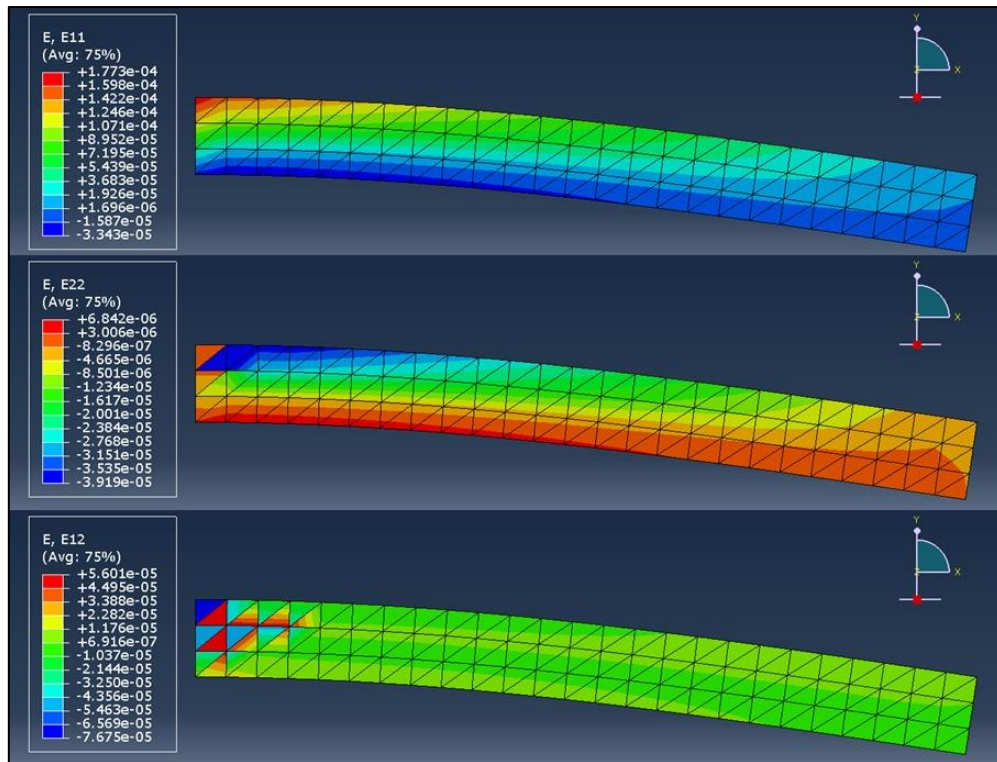 E, E11
(Avg: 75%)
+1.773e-04
+1.598e-04
+1.422e-04
+1.246e-04
+1.071e-04
+8.952e-05
+7.195e-05
+5.439e-05
+3.683e-05
+1.926e-05
+1.696e-06
-1.587e-05
-3.343e-05
Y
Z
X
E, E22
(Avg: 75%)
+6.842e-06
+3.006e-06
-8.296e-07
-4.665e-06
-8.501e-06
-1.234e-05
-1.617e-05
-2.001e-05
-2.384e-05
-2.768e-05
-3.151e-05
-3.535e-05
-3.919e-05
Y
Z
X
E, E12
(Avg: 75%)
+5.601e-05
+4.495e-05
+3.388e-05
+2.282e-05
+1.176e-05
+6.916e-07
-1.037e-05
-2.144e-05
-3.250e-05
-4.356e-05
-5.463e-05
-6.569e-05
-7.675e-05
Y
Z
X